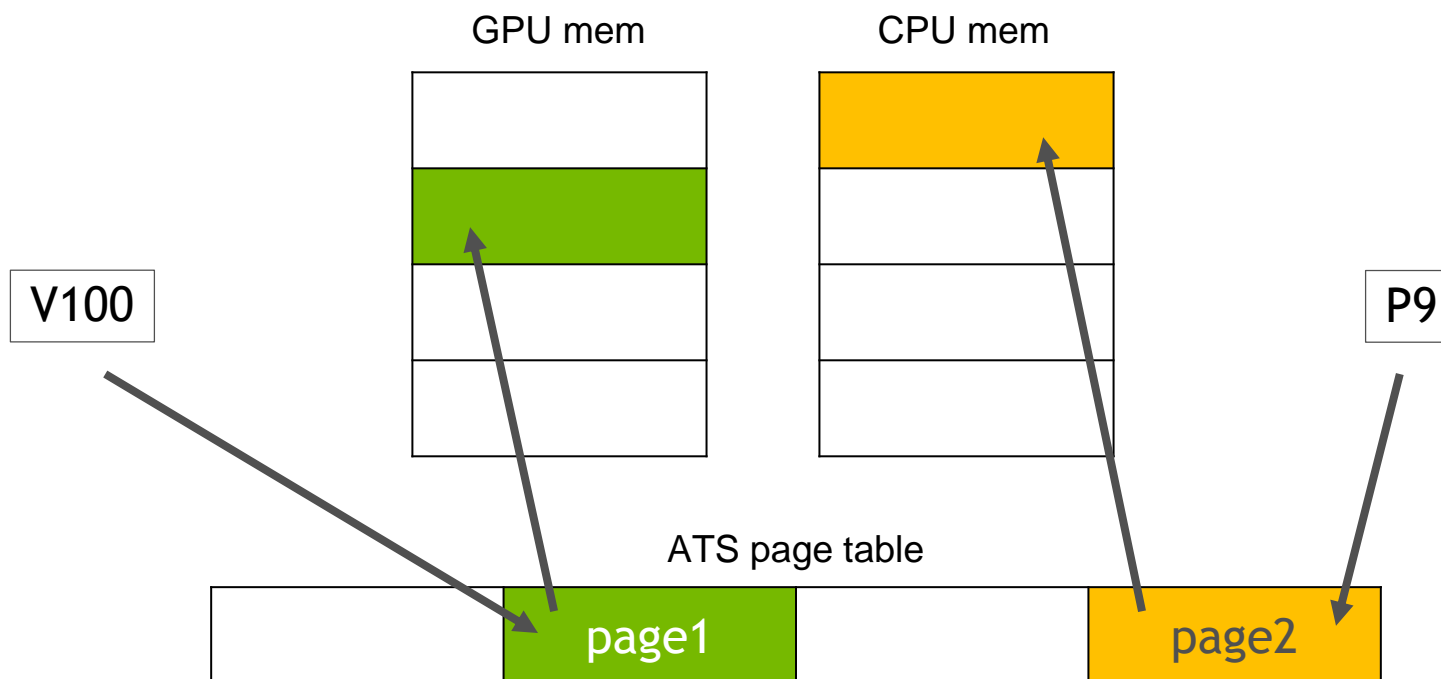 GPU mem
CPU mem
V100
P9
ATS page table
page1
page2